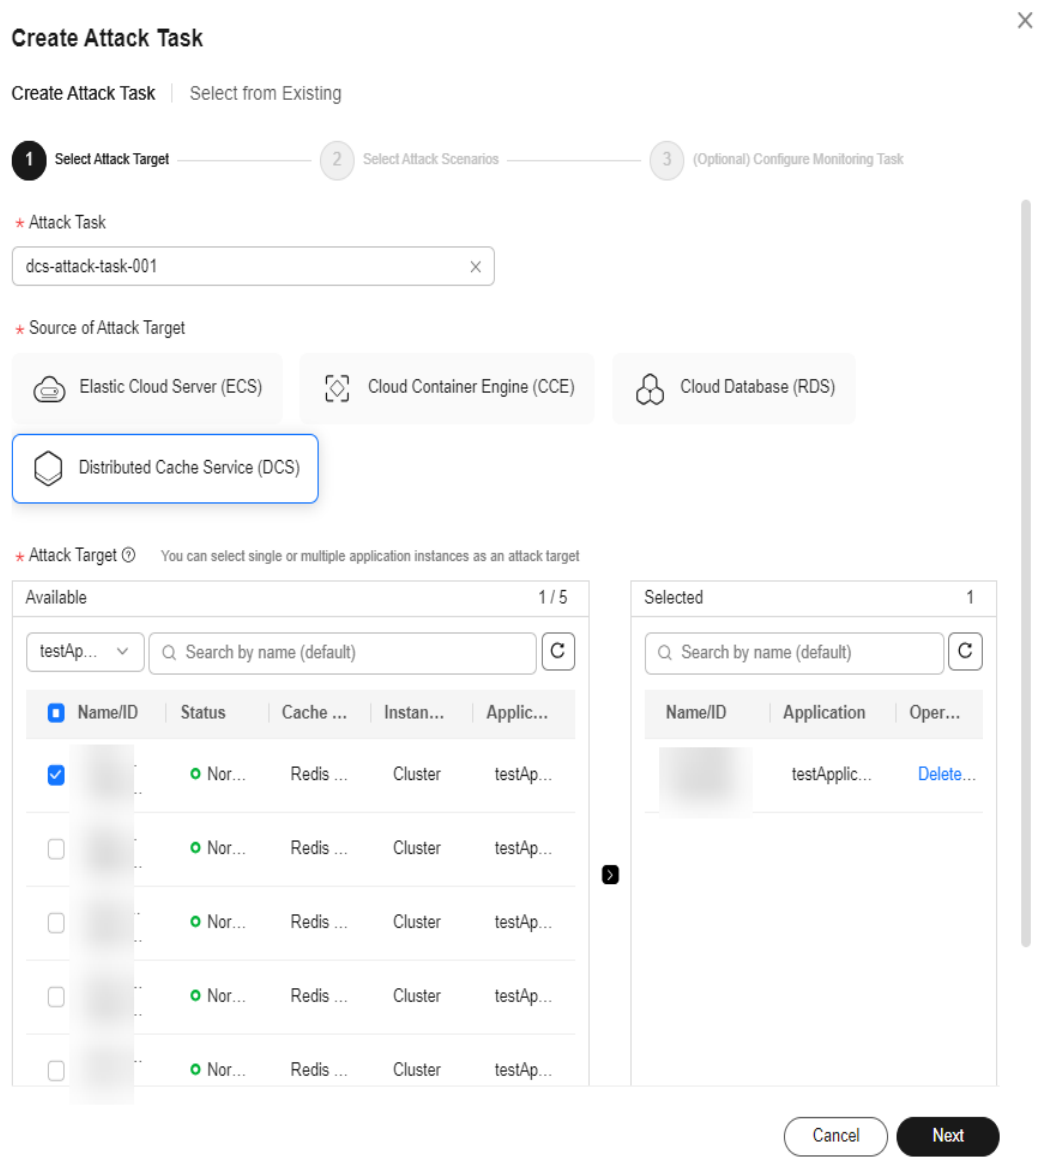 Create Attack Task
Create Attack Task Select from Existing
1 Select Attack Target 2 Select Attack Scenarios 3 (Optional) Configure Monitoring Task
* Attack Task
dcs-attack-task-001
* Source of Attack Target
Elastic Cloud Server (ECS) Cloud Container Engine (CCE) Cloud Database (RDS)
Distributed Cache Service (DCS)
* Attack Target You can select single or multiple application instances as an attack target
Available 1 / 5 Selected 1
testAp... Search by name (default) Search by name (default)
Name/ID Status Cache ... Instan... Applic... Name/ID Application Oper...
Nor... Redis ... Cluster testAp... testApplic... Delete...
Nor... Redis ... Cluster testAp...
Nor... Redis ... Cluster testAp...
Nor... Redis ... Cluster testAp...
Nor... Redis ... Cluster testAp...
Cancel Next